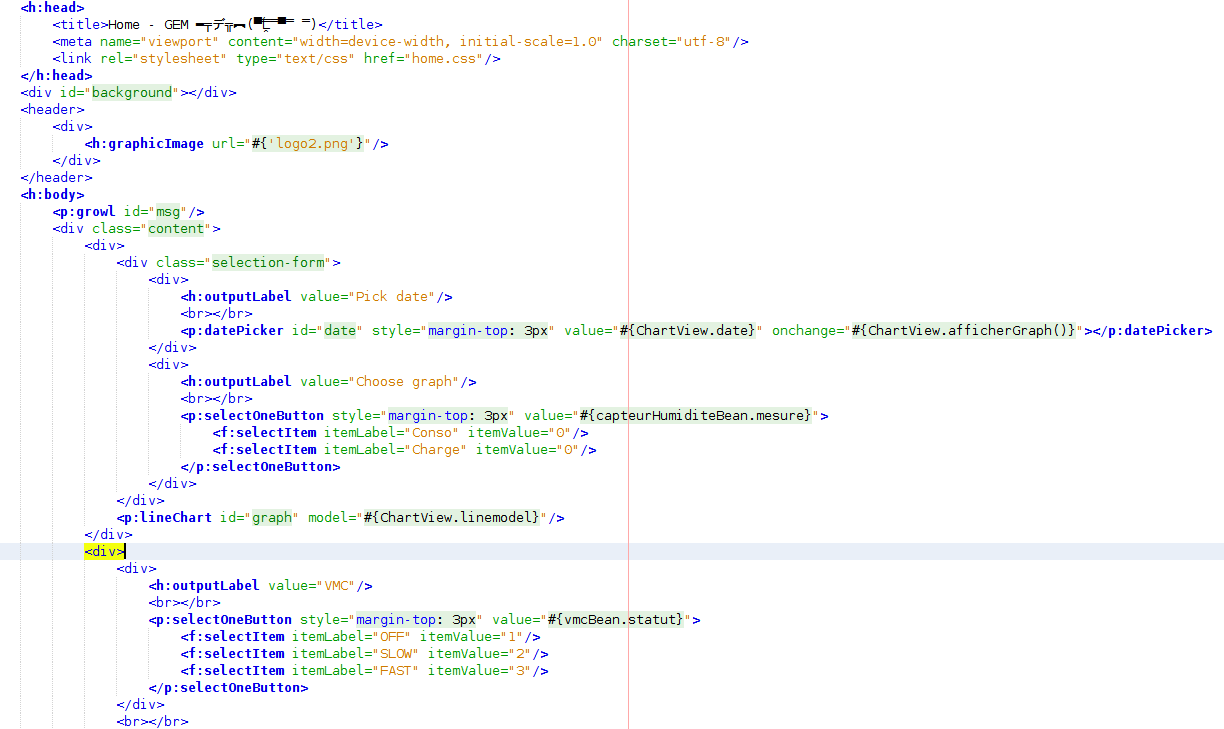 <h:head>
<title>Home - GEM ︻╦デ╦︻(▀̿Ĺ̯▀̿ ̿)</title>
<meta name="viewport" content="width=device-width, initial-scale=1.0" charset="utf-8"/>
<link rel="stylesheet" type="text/css" href="home.css"/>
</h:head>
<div id="background"></div>
<header>
<div>
<h:graphicImage url="#{'logo2.png'}"/>
</div>
</header>
<h:body>
<p:growl id="msg"/>
<div class="content">
<div>
<div class="selection-form">
<div>
<h:outputLabel value="Pick date"/>
<br></br>
<p:datePicker id="date" style="margin-top: 3px" value="#{ChartView.date}" onchange="#{ChartView.afficherGraph()}"></p:datePicker>
</div>
<div>
<h:outputLabel value="Choose graph"/>
<br></br>
<p:selectOneButton style="margin-top: 3px" value="#{capteurHumiditeBean.mesure}">
<f:selectItem itemLabel="Conso" itemValue="0"/>
<f:selectItem itemLabel="Charge" itemValue="0"/>
</p:selectOneButton>
</div>
</div>
<p:lineChart id="graph" model="#{ChartView.linemodel}"/>
</div>
<div>
<div>
<h:outputLabel value="VMC"/>
<br></br>
<p:selectOneButton style="margin-top: 3px" value="#{vmcBean.statut}">
<f:selectItem itemLabel="OFF" itemValue="1"/>
<f:selectItem itemLabel="SLOW" itemValue="2"/>
<f:selectItem itemLabel="FAST" itemValue="3"/>
</p:selectOneButton>
</div>
<br></br>